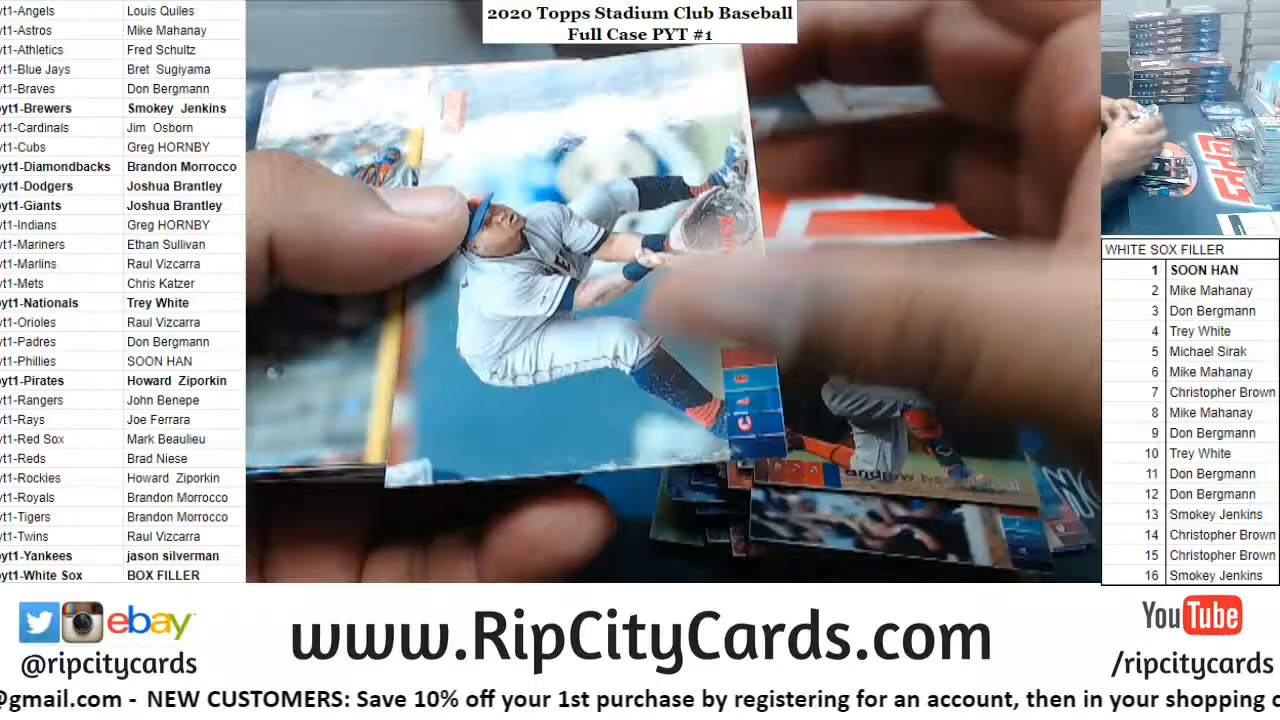 2020 Topps Stadium Club Baseball
Full Case PYT #1
yt1-Angels Louis Quiles
yt1-Astros Mike Mahanay
yt1-Athletics Fred Schultz
yt1-Blue Jays Bret Sugiyama
yt1-Braves Don Bergmann
pyt1-Brewers Smokey Jenkins
yt1-Cardinals Jim Osborn
yt1-Cubs Greg HORNBY
pyt1-Diamondbacks Brandon Morrocco
pyt1-Dodgers Joshua Brantley
pyt1-Giants Joshua Brantley
yt1-Indians Greg HORNBY
yt1-Mariners Ethan Sullivan
yt1-Marlins Raul Vizcarra
yt1-Mets Chris Katzer
pyt1-Nationals Trey White
yt1-Orioles Raul Vizcarra
yt1-Padres Don Bergmann
yt1-Phillies SOON HAN
pyt1-Pirates Howard Ziporkin
yt1-Rangers John Benepe
yt1-Rays Joe Ferrara
yt1-Red Sox Mark Beaulieu
yt1-Reds Brad Niese
yt1-Rockies Howard Ziporkin
yt1-Royals Brandon Morrocco
yt1-Tigers Brandon Morrocco
yt1-Twins Raul Vizcarra
pyt1-Yankees jason silverman
pyt1-White Sox BOX FILLER
WHITE SOX FILLER
1 SOON HAN
2 Mike Mahanay
3 Don Bergmann
4 Trey White
5 Michael Sirak
6 Mike Mahanay
7 Christopher Brown
8 Mike Mahanay
9 Don Bergmann
10 Trey White
11 Don Bergmann
12 Don Bergmann
13 Smokey Jenkins
14 Christopher Brown
15 Christopher Brown
16 Smokey Jenkins
ebay
@ripcitycards
www.RipCityCards.com
YouTube
/ripcitycards
@gmail.com - NEW CUSTOMERS: Save 10% off your 1st purchase by registering for an account, then in your shopping c